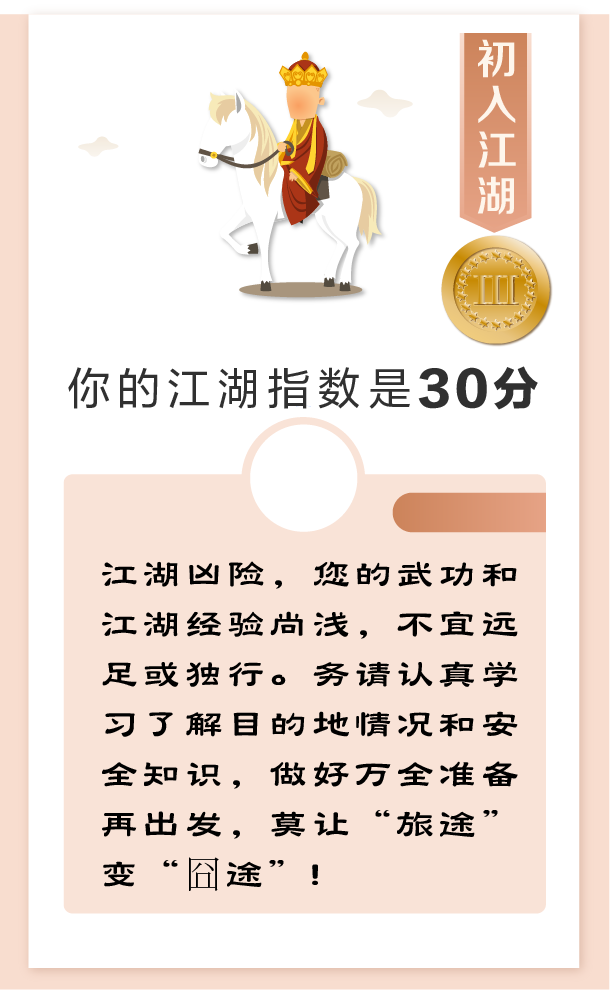 初入江湖
III
你的江湖指数是30分
江湖凶险，您的武功和
江湖经验尚浅，不宜远
足或独行。务请认真学
习了解目的地情况和安
全知识，做好万全准备
再出发，莫让“旅途”
变“囧途”！